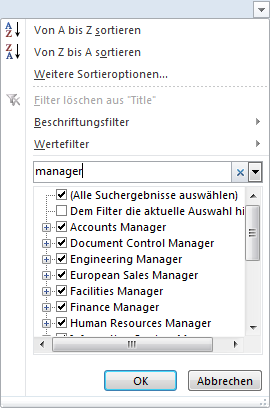 Von A bis Z sortieren
Von Z bis A sortieren
Weitere Sortieroptionen...
Filter löschen aus "Title"
Beschriftungsfilter
Wertefilter
manager
(Alle Suchergebnisse auswählen)
Dem Filter die aktuelle Auswahl hi
Accounts Manager
Document Control Manager
Engineering Manager
European Sales Manager
Facilities Manager
Finance Manager
Human Resources Manager
OK Abbrechen